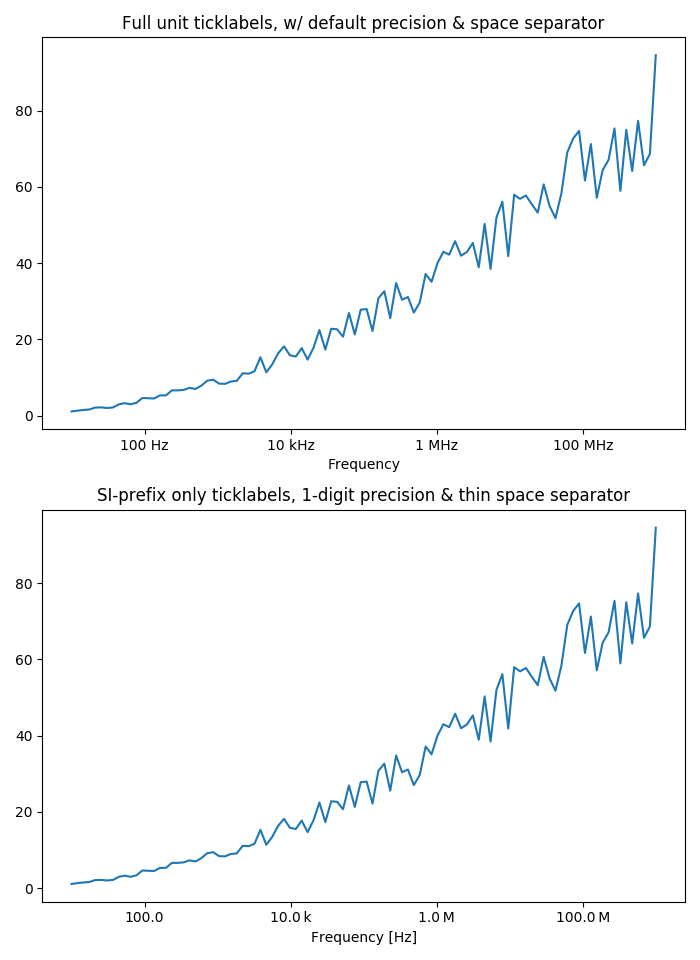 Full unit ticklabels, w/ default precision & space separator
80
60
40
20
0
100 Hz 10 kHz 1 MHz 100 MHz
Frequency
SI-prefix only ticklabels, 1-digit precision & thin space separator
80
60
40
20
0
100.0 10.0 k 1.0 M 100.0 M
Frequency [Hz]